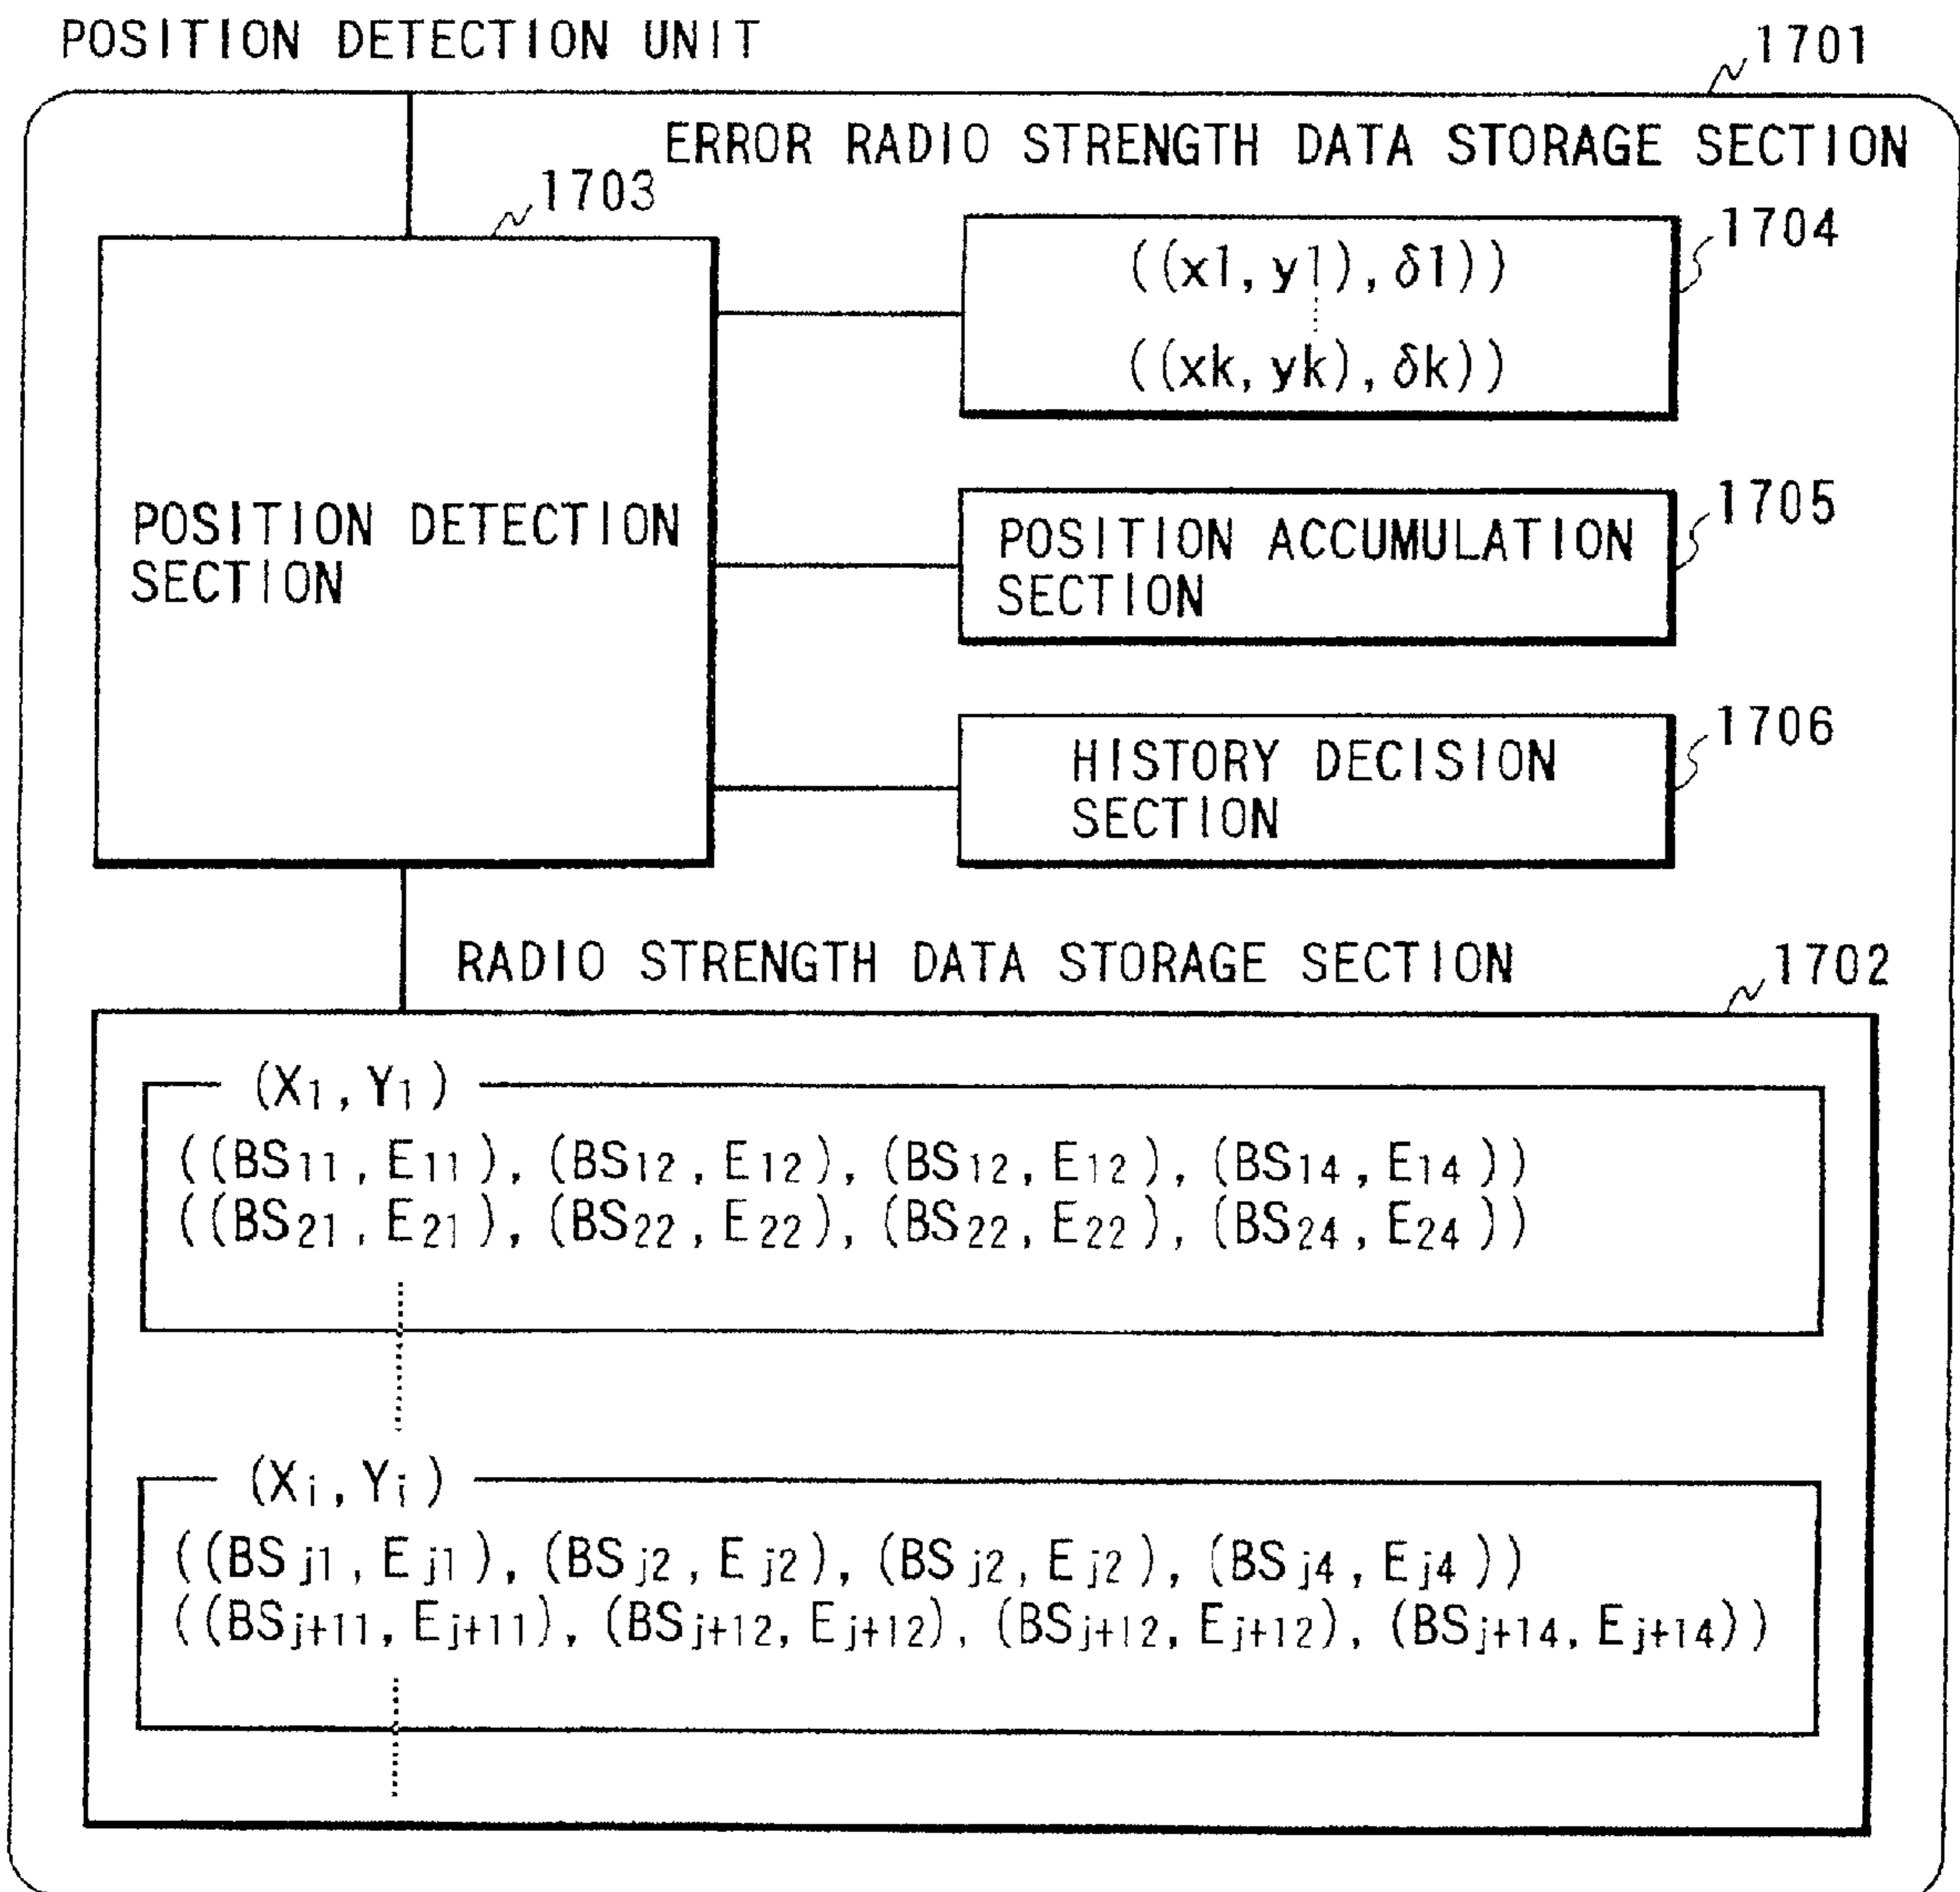 POSITION DETECTION UNIT
1701
ERROR RADIO STRENGTH DATA STORAGE SECTION
1703
1704
((x1, y1), δ1))
((xk, yk), δk))
POSITION DETECTION
SECTION
1705
POSITION ACCUMULATION
SECTION
1706
HISTORY DECISION
SECTION
RADIO STRENGTH DATA STORAGE SECTION
1702
(X₁, Y₁)
((BS₁₁, E₁₁), (BS₁₂, E₁₂), (BS₁₂, E₁₂), (BS₁₄, E₁₄))
((BS₂₁, E₂₁), (BS₂₂, E₂₂), (BS₂₂, E₂₂), (BS₂₄, E₂₄))
(Xᵢ, Yᵢ)
((BSⱼ₁, Eⱼ₁), (BSⱼ₂, Eⱼ₂), (BSⱼ₂, Eⱼ₂), (BSⱼ₄, Eⱼ₄))
((BSⱼ₊₁₁, Eⱼ₊₁₁), (BSⱼ₊₁₂, Eⱼ₊₁₂), (BSⱼ₊₁₂, Eⱼ₊₁₂), (BSⱼ₊₁₄, Eⱼ₊₁₄))